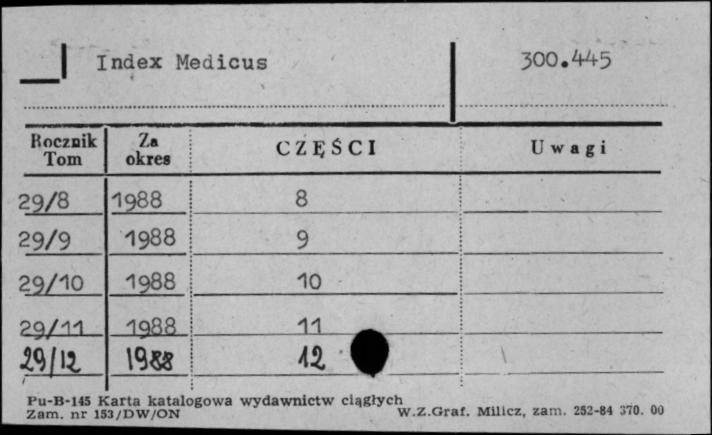 Index Medicus 300.445
Rocznik Tom Za okres CZĘŚCI Uwagi
29/8 1988 8
29/9 1988 9
29/10 1988 10
29/11 1988 11
29/12 1988 12
Pu-B-145 Karta katalogowa wydawnictw ciągłych
Zam. nr 153/DW/ON W.Z.Graf. Milicz, zam. 252-84 370. 00